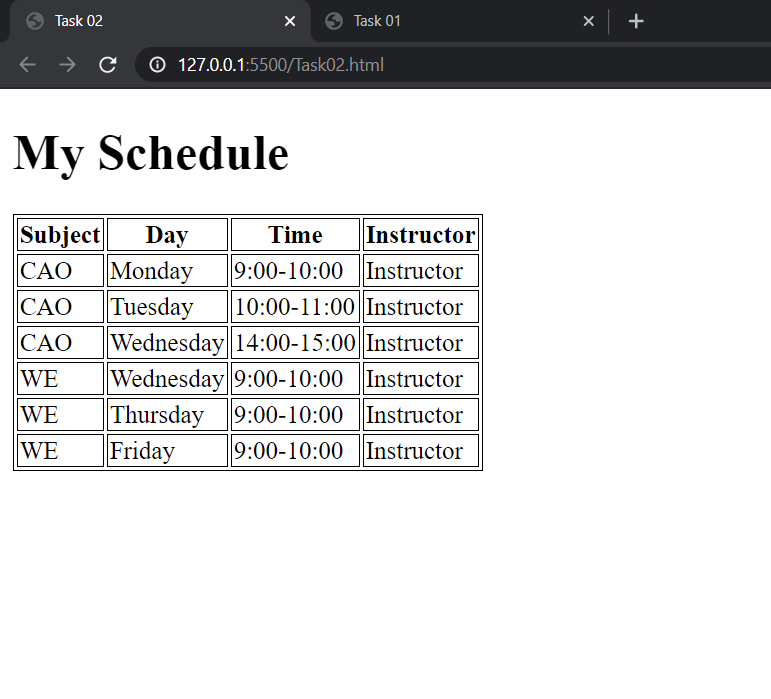 Task 02
Task 01
127.0.0.1:5500/Task02.html
My Schedule
Subject Day Time Instructor
CAO Monday 9:00-10:00 Instructor
CAO Tuesday 10:00-11:00 Instructor
CAO Wednesday 14:00-15:00 Instructor
WE Wednesday 9:00-10:00 Instructor
WE Thursday 9:00-10:00 Instructor
WE Friday 9:00-10:00 Instructor